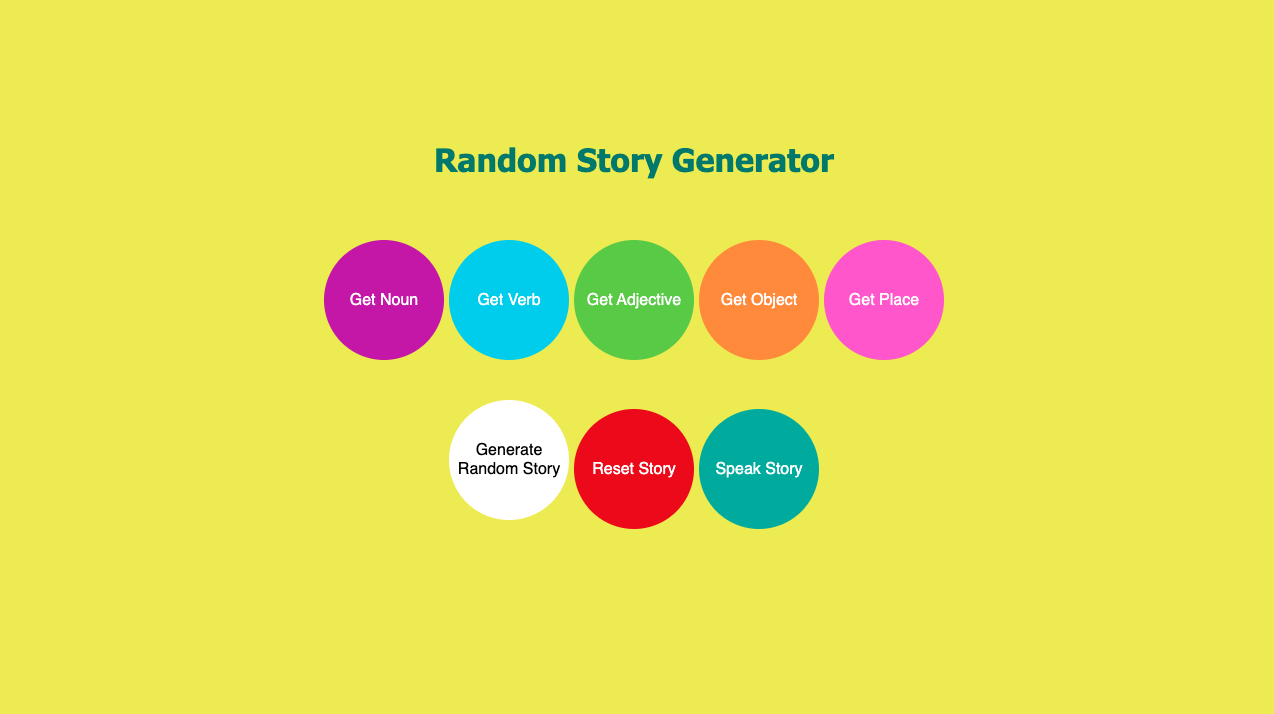 Random Story Generator
Get Noun
Get Verb
Get Adjective
Get Object
Get Place
Generate
Random Story
Reset Story
Speak Story